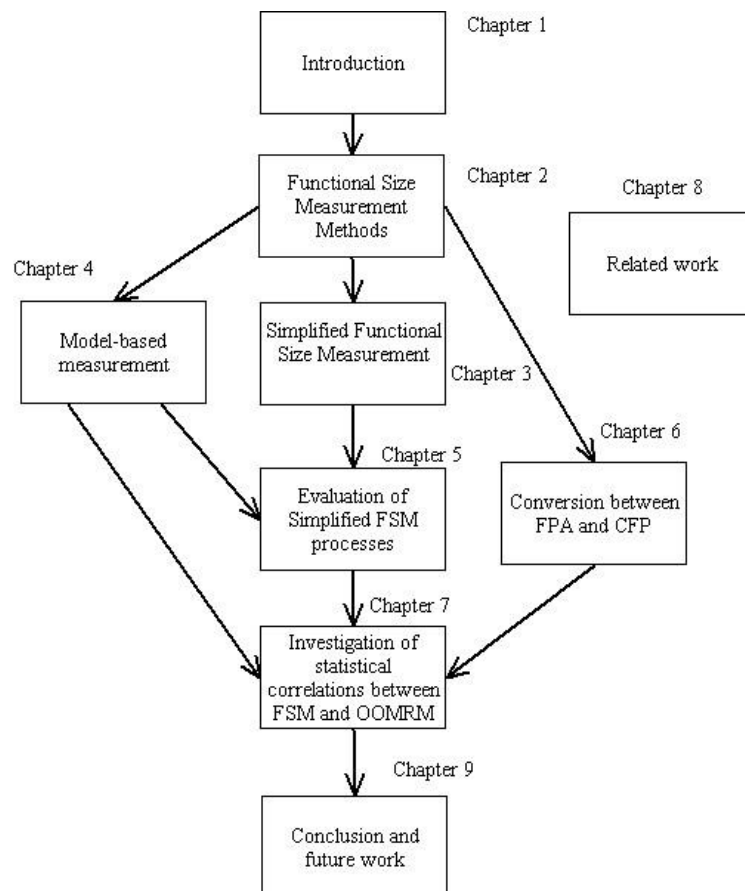 Chapter 1
Introduction
Chapter 2
Functional Size
Measurement
Methods
Chapter 8
Related work
Chapter 4
Model-based
measurement
Simplified Functional
Size Measurement
Chapter 3
Chapter 6
Conversion between
FPA and CFP
Chapter 5
Evaluation of
Simplified FSM
processes
Chapter 7
Investigation of
statistical
correlations between
FSM and OOMRM
Chapter 9
Conclusion and
future work